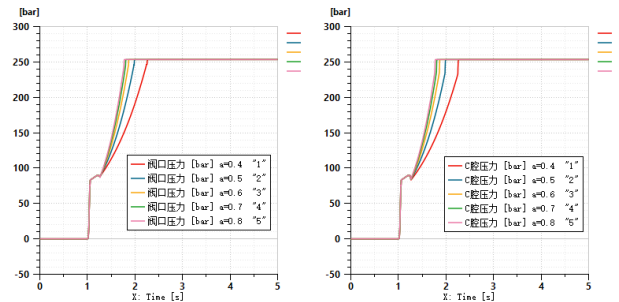 [bar]
300
250
200
150
100
50
0
-50
0
1
2
3
4
5
X: Time [s]
阀口压力 [bar] a=0.4 "1"
阀口压力 [bar] a=0.5 "2"
阀口压力 [bar] a=0.6 "3"
阀口压力 [bar] a=0.7 "4"
阀口压力 [bar] a=0.8 "5"
[bar]
300
250
200
150
100
50
0
-50
0
1
2
3
4
5
X: Time [s]
C腔压力 [bar] a=0.4 "1"
C腔压力 [bar] a=0.5 "2"
C腔压力 [bar] a=0.6 "3"
C腔压力 [bar] a=0.7 "4"
C腔压力 [bar] a=0.8 "5"